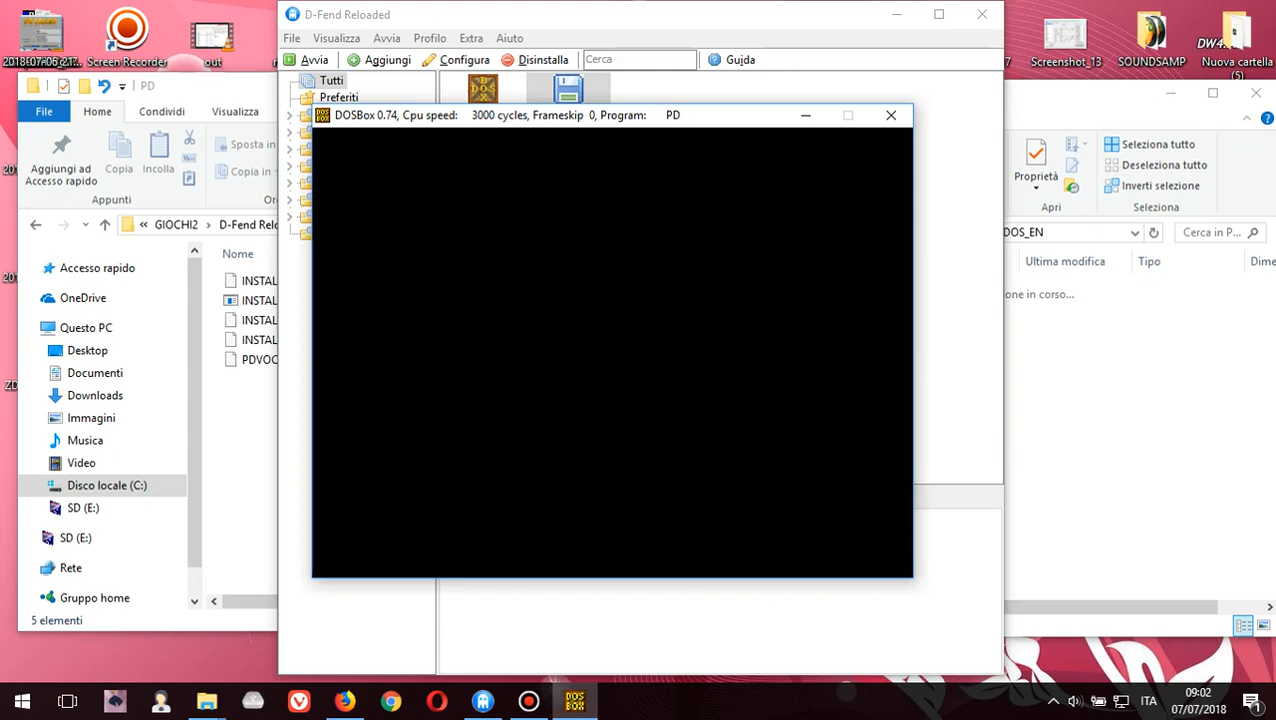 2018-07-06 21...
Screen Recorder
out
Screenshot_13
SOUNDSAMP
Nuova cartella
(5)
D-Fend Reloaded
File Visualizza Avvia Profilo Extra Aiuto
Avvia Aggiungi Configura Disinstalla Cerca Guida
Tutti
Preferiti
DOSBox 0.74, Cpu speed: 3000 cycles, Frameskip 0, Program: PD
PD
File Home Condividi Visualizza
Aggiungi ad
Accesso rapido
Copia
Incolla
Sposta in
Copia in
Appunti
Or
GIOCHI2 D-Fend Relo
Nome
INSTAL
INSTAL
INSTAL
INSTAL
PDVOC
Accesso rapido
OneDrive
Questo PC
Desktop
Documenti
Downloads
Immagini
Musica
Video
Disco locale (C:)
SD (E:)
SD (E:)
Rete
Gruppo home
5 elementi
Proprietà
Apri
Seleziona tutto
Deseleziona tutto
Inverti selezione
Seleziona
DOS_EN
Cerca in P...
Ultima modifica Tipo Dime
one in corso...
DOS
BOX
ITA
09:02
07/07/2018
1